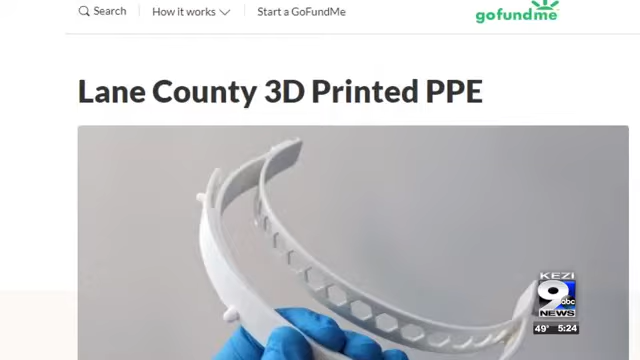 Search
How it works
Start a GoFundMe
gofundme
Lane County 3D Printed PPE
KEZI
9
abc
NEWS
49° 5:24